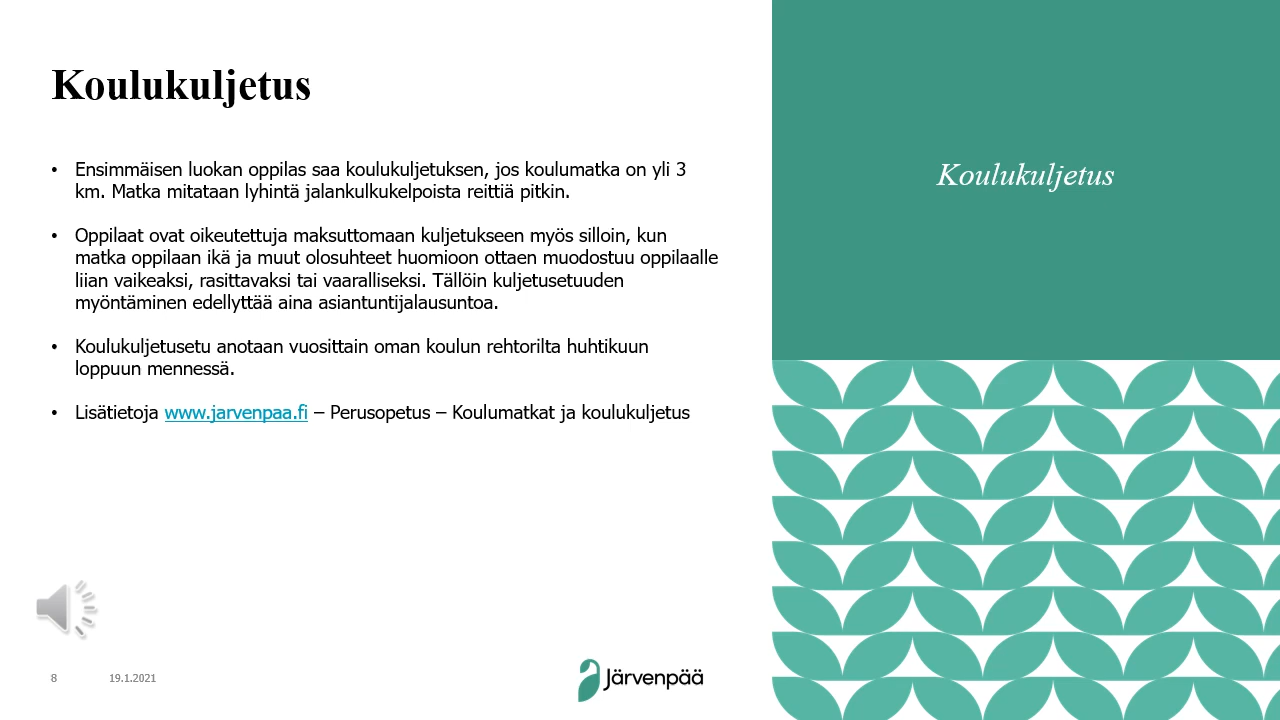 Koulukuljetus
• Ensimmäisen luokan oppilas saa koulukuljetuksen, jos koulumatka on yli 3
km. Matka mitataan lyhintä jalankulkukelpoista reittiä pitkin.
• Oppilaat ovat oikeutettuja maksuttomaan kuljetukseen myös silloin, kun
matka oppilaan ikä ja muut olosuhteet huomioon ottaen muodostuu oppilaalle
liian vaikeaksi, rasittavaksi tai vaaralliseksi. Tällöin kuljetusetuuden
myöntäminen edellyttää aina asiantuntijalausuntoa.
• Koulukuljetusetu anotaan vuosittain oman koulun rehtorilta huhtikuun
loppuun mennessä.
• Lisätietoja www.jarvenpaa.fi – Perusopetus – Koulumatkat ja koulukuljetus
Koulukuljetus
8 19.1.2021
Järvenpää